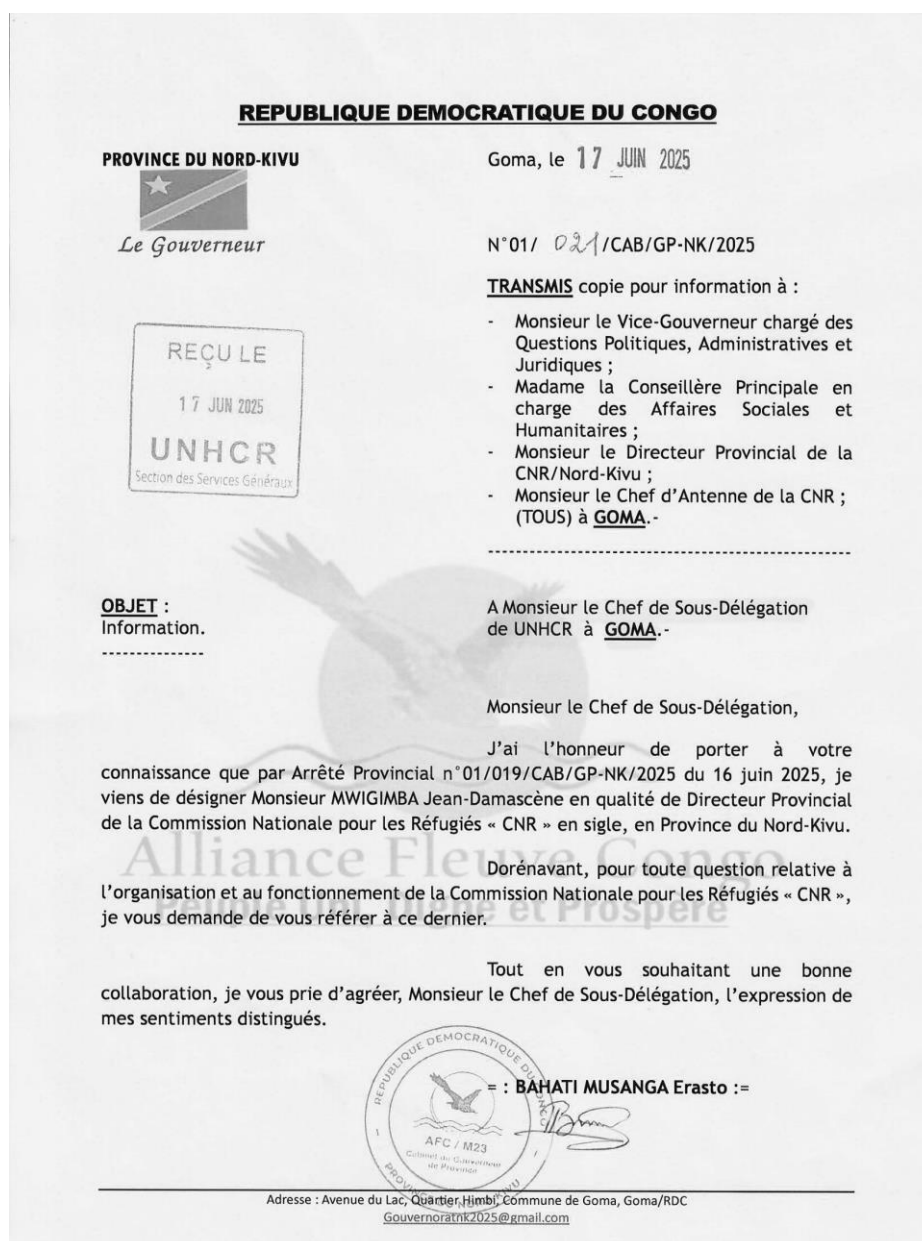 REPUBLIQUE DEMOCRATIQUE DU CONGO
PROVINCE DU NORD-KIVU
Le Gouverneur
Goma, le 17 JUIN 2025
N°01/ 021/CAB/GP-NK/2025
TRANSMIS copie pour information à :
- Monsieur le Vice-Gouverneur chargé des
Questions Politiques, Administratives et
Juridiques ;
- Madame la Conseillère Principale en
charge des Affaires Sociales et
Humanitaires ;
- Monsieur le Directeur Provincial de la
CNR/Nord-Kivu ;
- Monsieur le Chef d'Antenne de la CNR ;
(TOUS) à GOMA.-
REÇU LE
17 JUN 2025
UNHCR
Section des Services Généraux
OBJET :
Information.
A Monsieur le Chef de Sous-Délégation
de UNHCR à GOMA.-
Monsieur le Chef de Sous-Délégation,
J'ai l'honneur de porter à votre
connaissance que par Arrêté Provincial n°01/019/CAB/GP-NK/2025 du 16 juin 2025, je
viens de désigner Monsieur MWIGIMBA Jean-Damascène en qualité de Directeur Provincial
de la Commission Nationale pour les Réfugiés « CNR » en sigle, en Province du Nord-Kivu.
Alliance Fleuve Congo
Dorénavant, pour toute question relative à
l'organisation et au fonctionnement de la Commission Nationale pour les Réfugiés « CNR »,
je vous demande de vous référer à ce dernier.
Peuple Uni, Digne et Prospère
Tout en vous souhaitant une bonne
collaboration, je vous prie d'agréer, Monsieur le Chef de Sous-Délégation, l'expression de
mes sentiments distingués.
REPUBLIQUE DEMOCRATIQUE DU CONGO
= : BAHATI MUSANGA Erasto :=
AFC / M23
Cabinet du Gouverneur
de Province
PROVINCE DU NORD-KIVU
Adresse : Avenue du Lac, Quartier Himbi, Commune de Goma, Goma/RDC
Gouvernoratnk2025@gmail.com